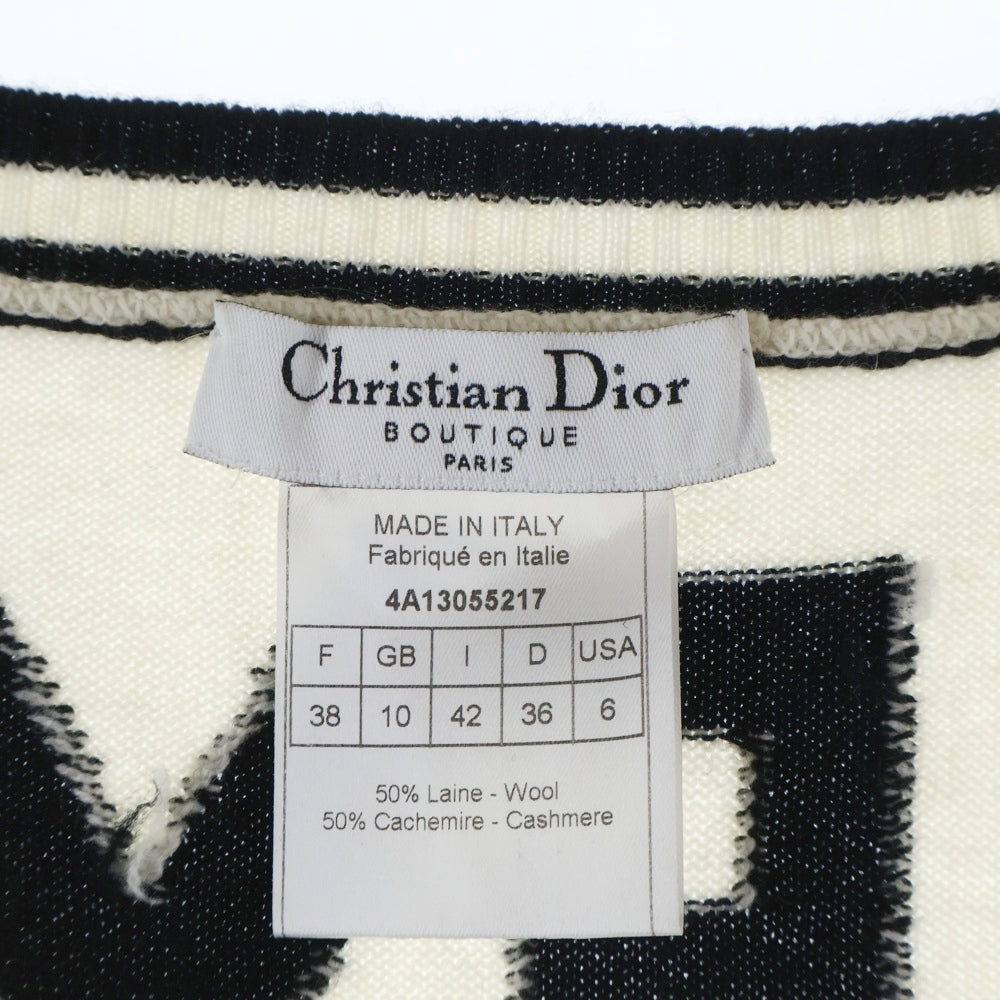 Christian Dior
BOUTIQUE
PARIS
MADE IN ITALY
Fabriqué en Italie
4A13055217
F GB I D USA
38 10 42 36 6
50% Laine - Wool
50% Cachemire - Cashmere